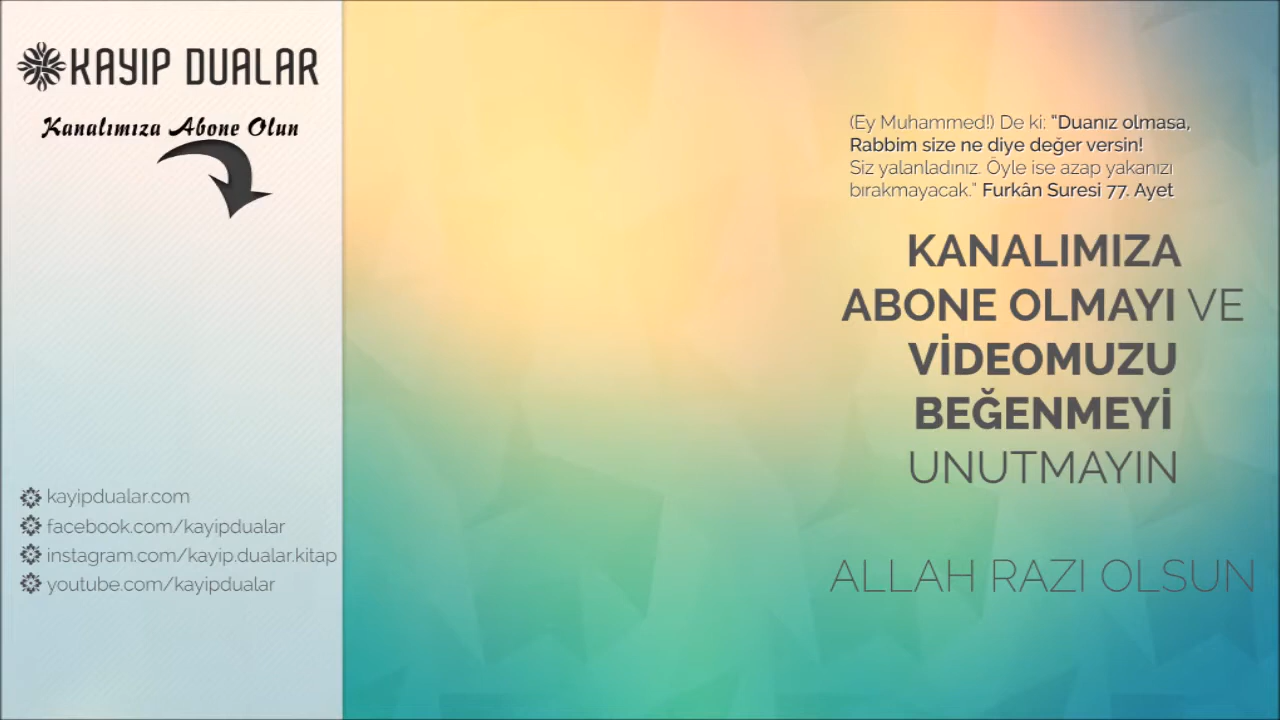 KAYIP DUALAR
Kanalımıza Abone Olun
kayipdualar.com
facebook.com/kayipdualar
instagram.com/kayip.dualar.kitap
youtube.com/kayipdualar
(Ey Muhammed!) De ki: "Duanız olmasa,
Rabbim size ne diye değer versin!
Siz yalanladınız. Öyle ise azap yakanızı
bırakmayacak." Furkân Suresi 77. Ayet
KANALIMIZA
ABONE OLMAYI VE
VİDEOMUZU
BEĞENMEYİ
UNUTMAYIN
ALLAH RAZI OLSUN